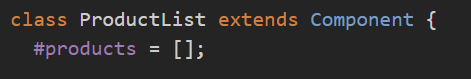 class ProductList extends Component {
  #products = [];